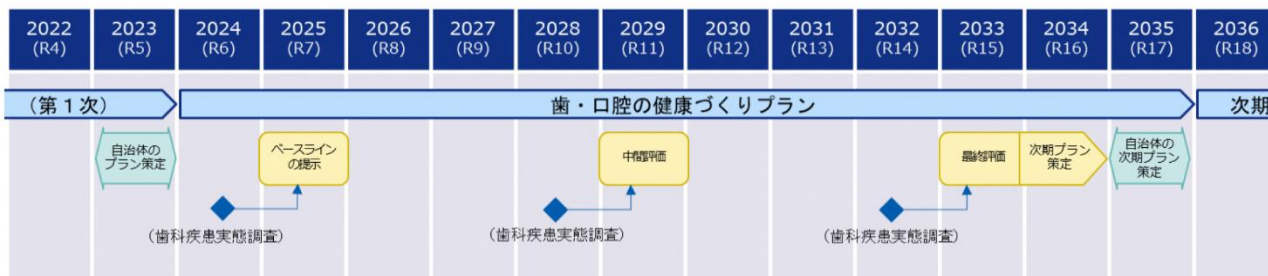 2022 2023 2024 2025 2026 2027 2028 2029 2030 2031 2032 2033 2034 2035 2036
(R4) (R5) (R6) (R7) (R8) (R9) (R10) (R11) (R12) (R13) (R14) (R15) (R16) (R17) (R18)
(第1次) 歯・口腔の健康づくりプラン 次期
自治体の
プラン策定
ベースライン
の提示
中間評価
最終評価
次期プラン
策定
自治体の
次期プラン
策定
(歯科疾患実態調査) (歯科疾患実態調査) (歯科疾患実態調査)